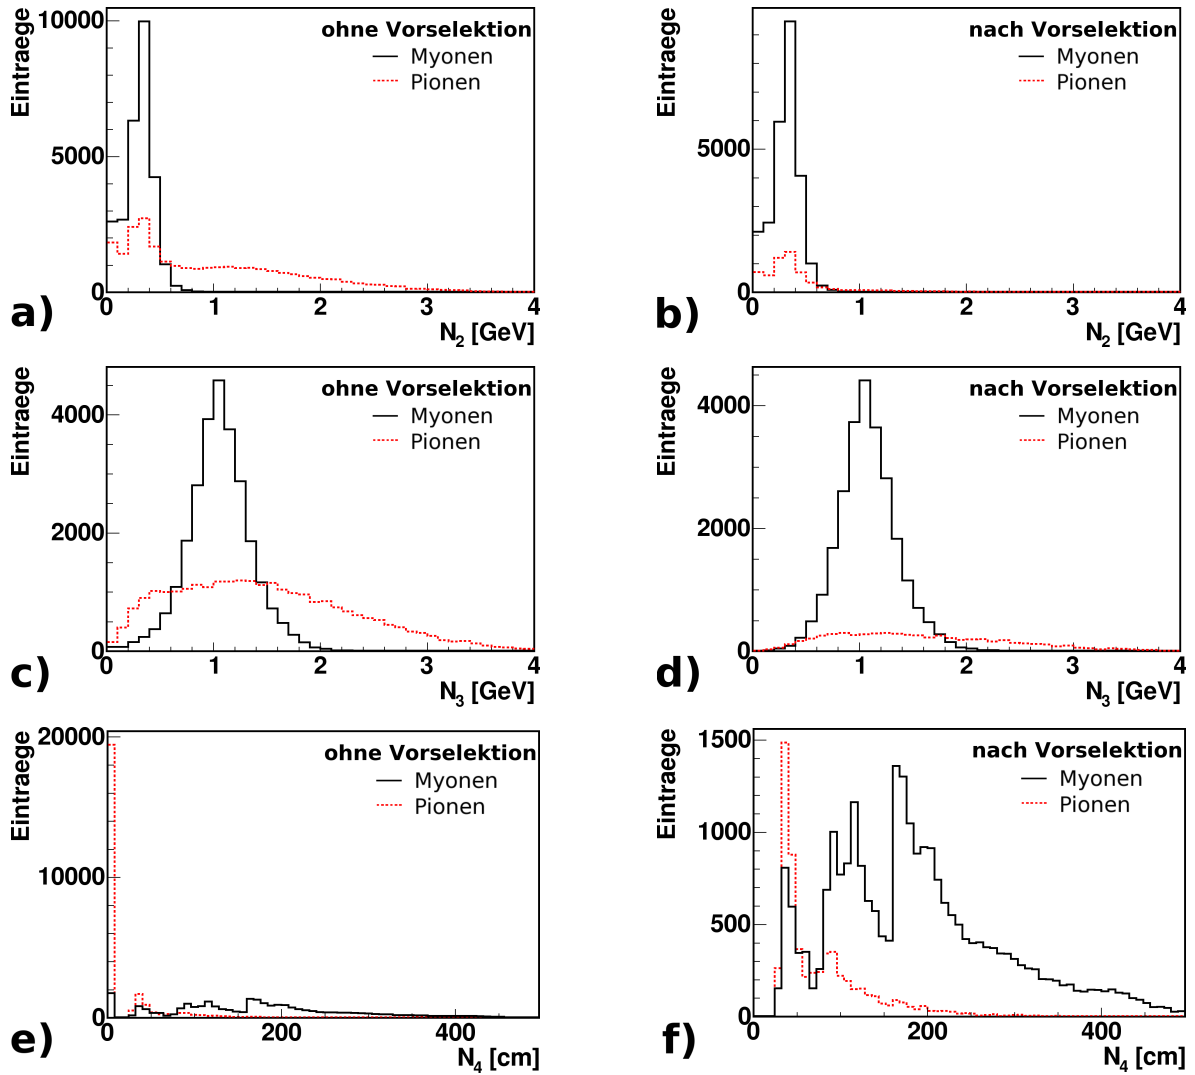 Eintraege
10000
5000
0
ohne Vorselektion
Myonen
Pionen
0 1 2 3 4
a)
N2 [GeV]
Eintraege
5000
0
nach Vorselektion
Myonen
Pionen
0 1 2 3 4
b)
N2 [GeV]
Eintraege
4000
2000
0
ohne Vorselektion
Myonen
Pionen
0 1 2 3 4
c)
N3 [GeV]
Eintraege
4000
2000
0
nach Vorselektion
Myonen
Pionen
0 1 2 3 4
d)
N3 [GeV]
Eintraege
20000
10000
0
ohne Vorselektion
Myonen
Pionen
0 200 400
e)
N4 [cm]
Eintraege
1500
1000
500
0
nach Vorselektion
Myonen
Pionen
0 200 400
f)
N4 [cm]